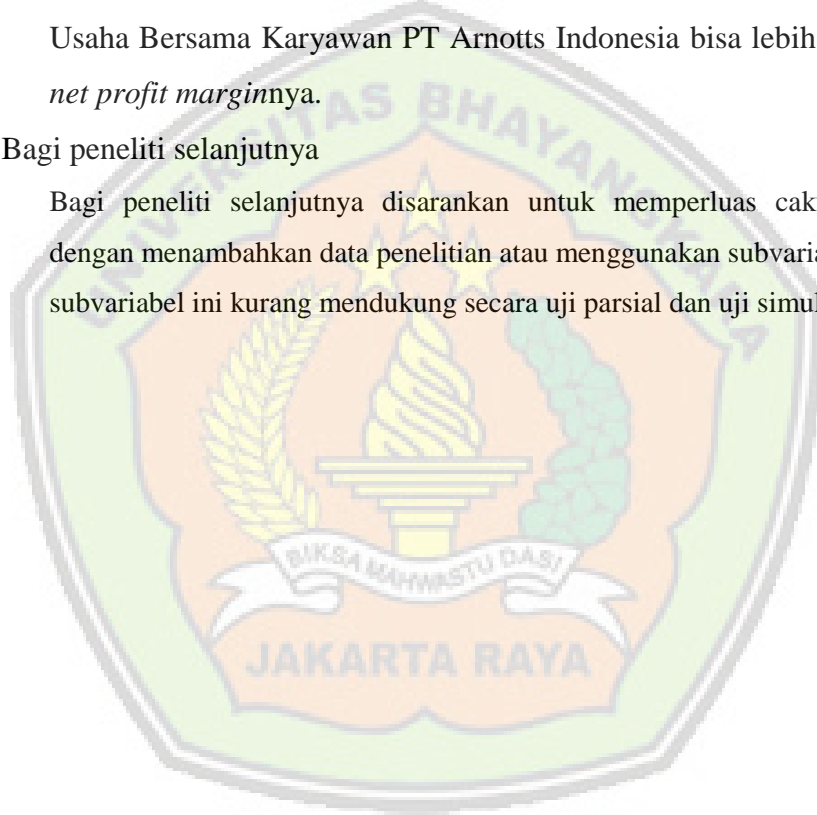 Usaha Bersama Karyawan PT Arnotts Indonesia bisa lebih
net profit marginnya.
Bagi peneliti selanjutnya
Bagi peneliti selanjutnya disarankan untuk memperluas cak
dengan menambahkan data penelitian atau menggunakan subvaria
subvariabel ini kurang mendukung secara uji parsial dan uji simul
UNIVERSITAS BHAYANGKARA
BIKSA MAHWASTU DASI
JAKARTA RAYA